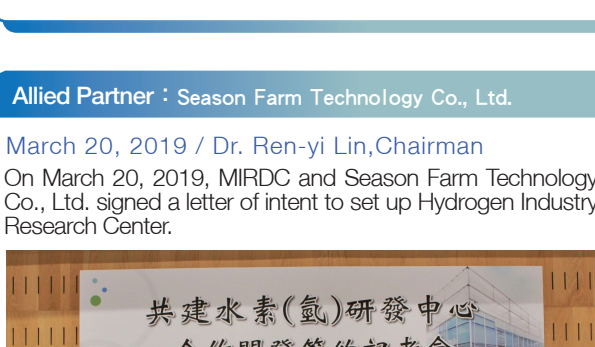 Allied Partner：Season Farm Technology Co., Ltd.
March 20, 2019 / Dr. Ren-yi Lin,Chairman
On March 20, 2019, MIRDC and Season Farm Technology
Co., Ltd. signed a letter of intent to set up Hydrogen Industry
Research Center.
共建水素(氫)研發中心